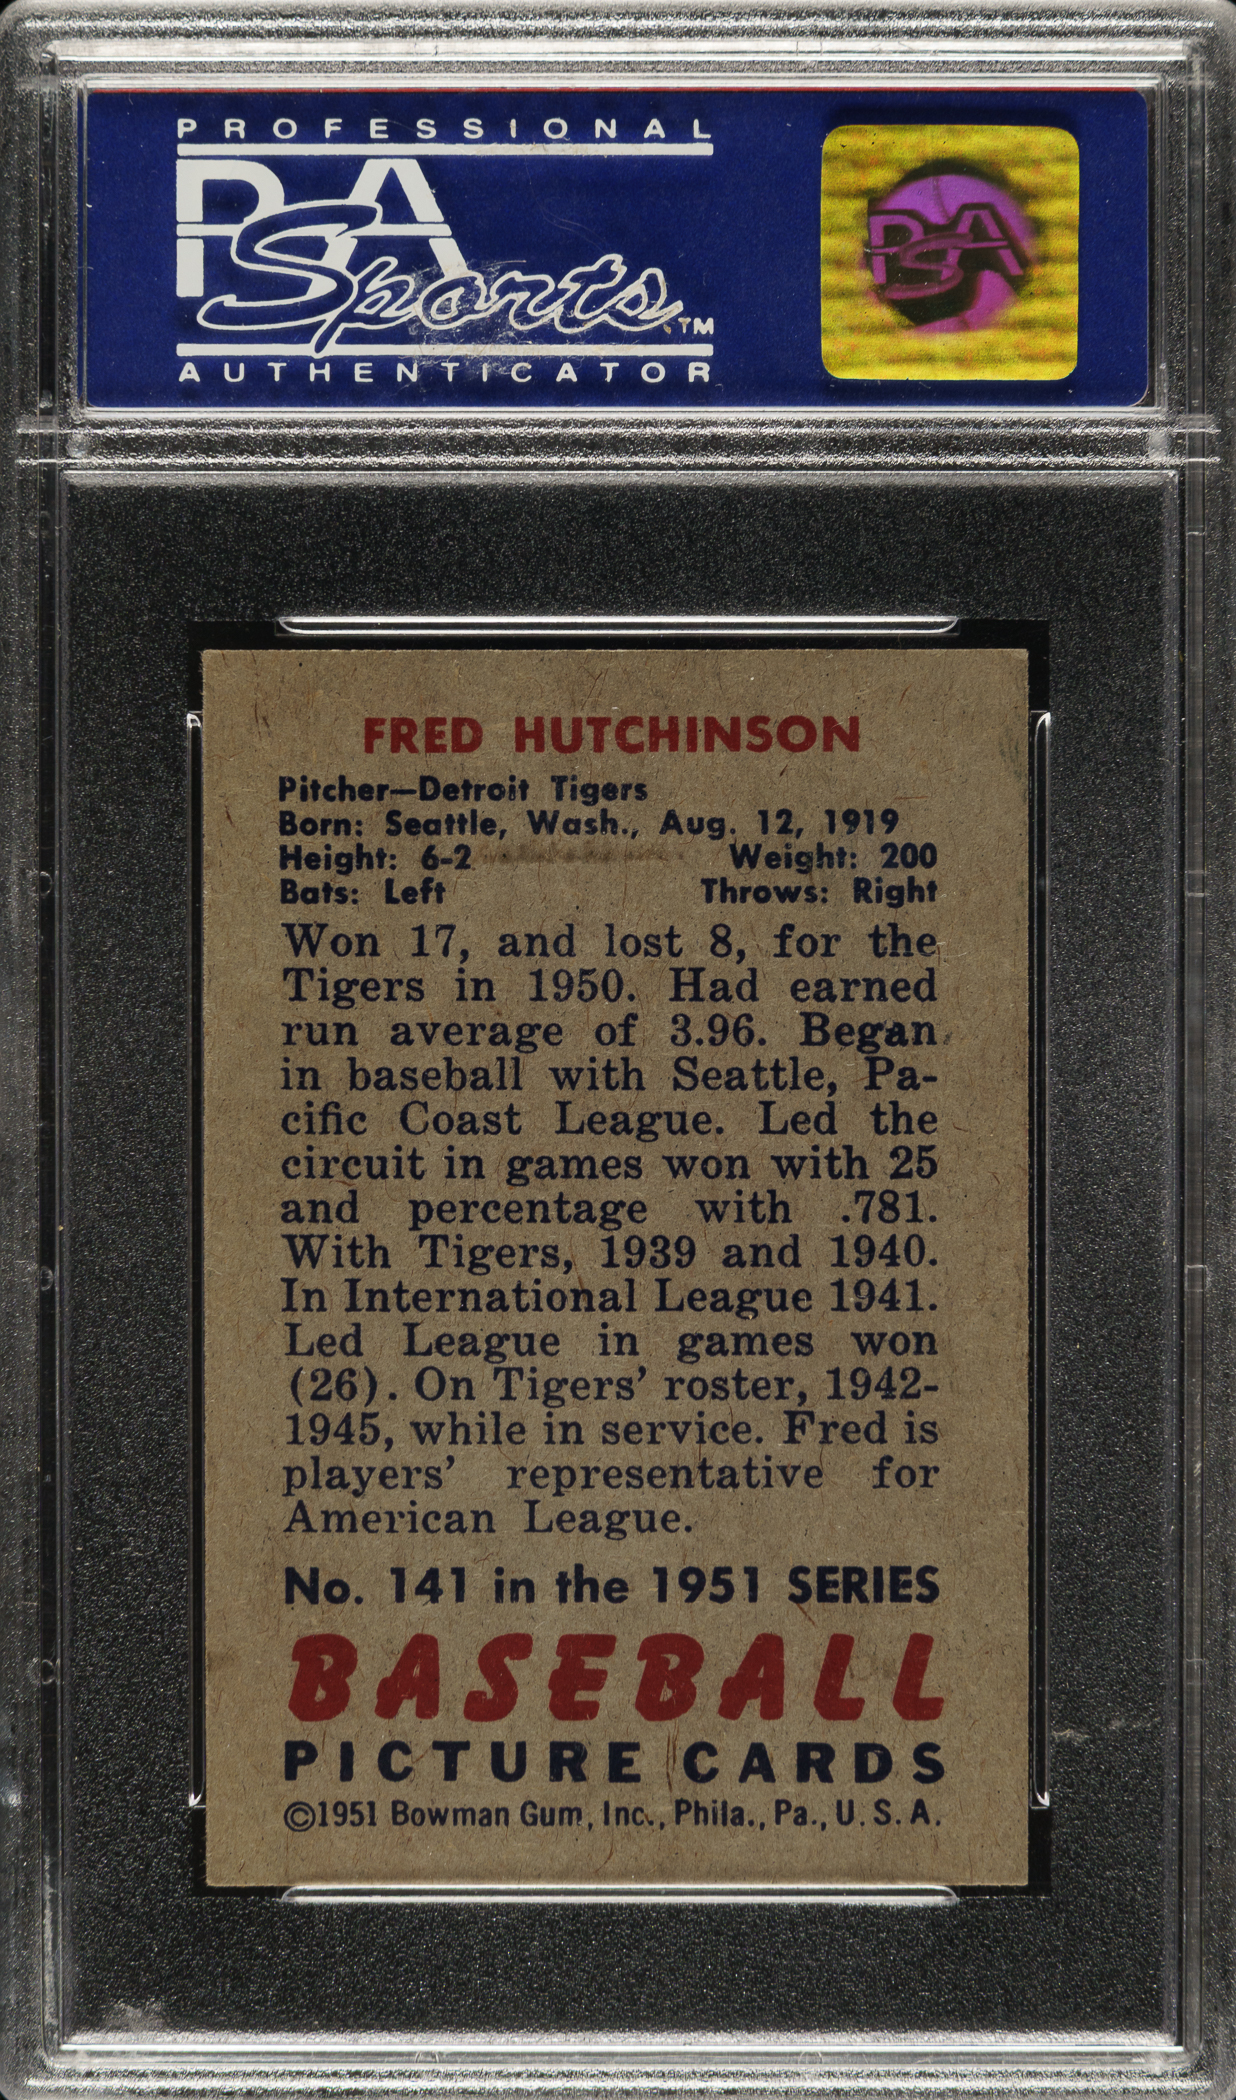 PROFESSIONAL
PSA
Sports™
AUTHENTICATOR
PSA
FRED HUTCHINSON
Pitcher—Detroit Tigers
Born: Seattle, Wash., Aug. 12, 1919
Height: 6-2 Weight: 200
Bats: Left Throws: Right
Won 17, and lost 8, for the
Tigers in 1950. Had earned
run average of 3.96. Began
in baseball with Seattle, Pa-
cific Coast League. Led the
circuit in games won with 25
and percentage with .781.
With Tigers, 1939 and 1940.
In International League 1941.
Led League in games won
(26). On Tigers' roster, 1942-
1945, while in service. Fred is
players' representative for
American League.
No. 141 in the 1951 SERIES
BASEBALL
PICTURE CARDS
©1951 Bowman Gum, Inc., Phila., Pa., U.S.A.